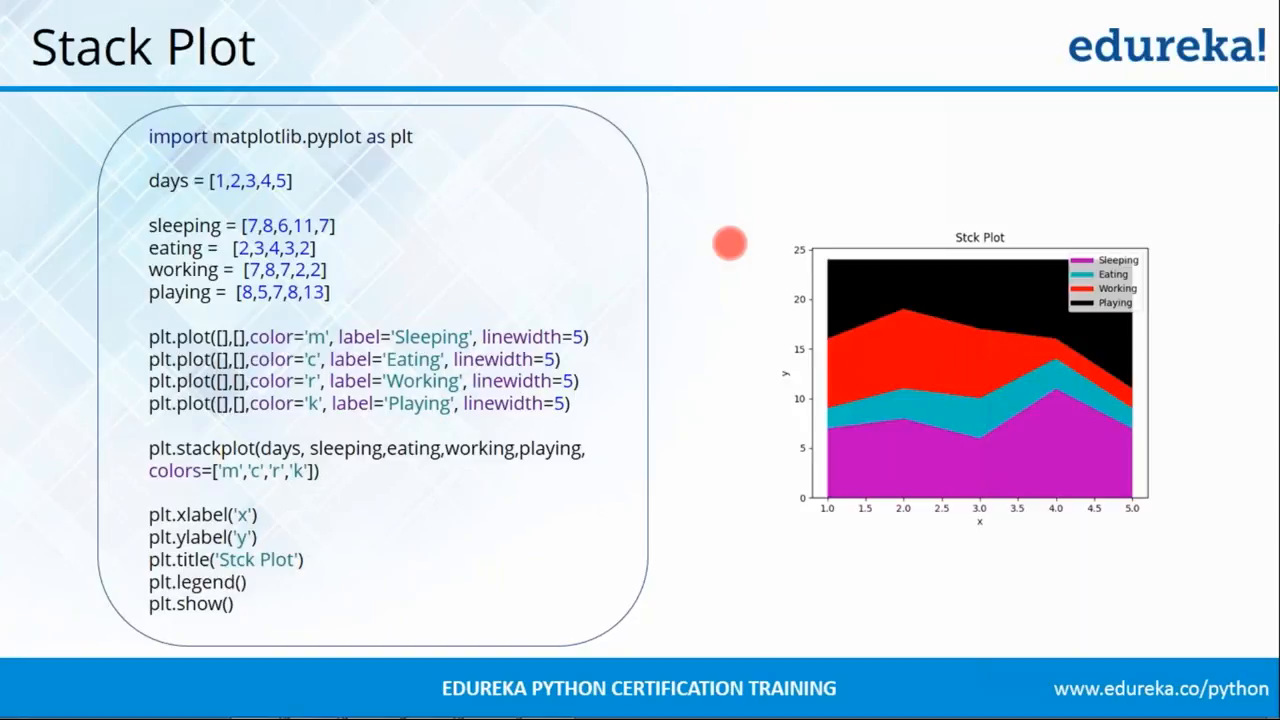 Stack Plot
edureka!
import matplotlib.pyplot as plt
days = [1,2,3,4,5]
sleeping = [7,8,6,11,7]
eating =   [2,3,4,3,2]
working =  [7,8,7,2,2]
playing =  [8,5,7,8,13]
plt.plot([],[],color='m', label='Sleeping', linewidth=5)
plt.plot([],[],color='c', label='Eating', linewidth=5)
plt.plot([],[],color='r', label='Working', linewidth=5)
plt.plot([],[],color='k', label='Playing', linewidth=5)
plt.stackplot(days, sleeping,eating,working,playing,
colors=['m','c','r','k'])
plt.xlabel('x')
plt.ylabel('y')
plt.title('Stck Plot')
plt.legend()
plt.show()
Stck Plot
25
20
15
10
5
0
y
Sleeping
Eating
Working
Playing
1.0 1.5 2.0 2.5 3.0 3.5 4.0 4.5 5.0
x
EDUREKA PYTHON CERTIFICATION TRAINING
www.edureka.co/python